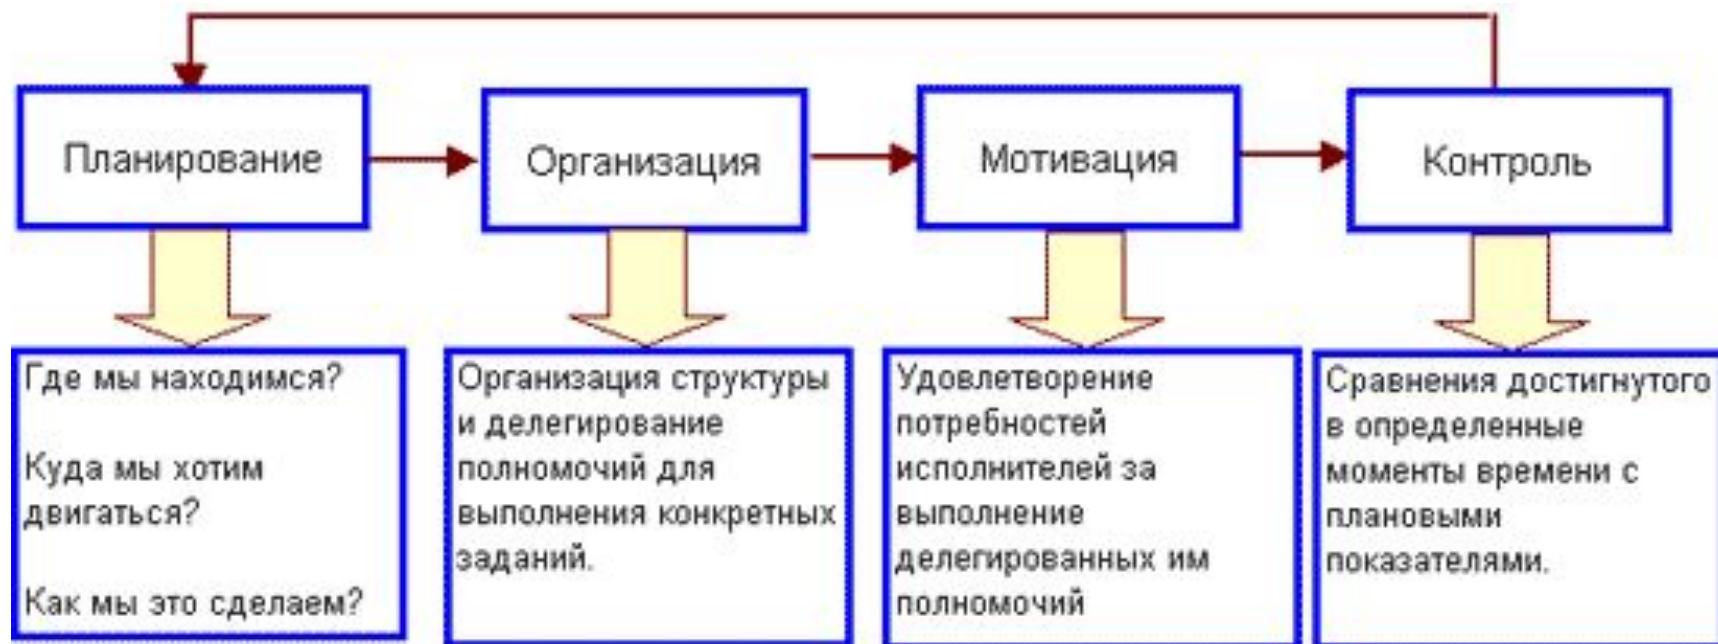 Планирование
Организация
Мотивация
Контроль
Где мы находимся?
Куда мы хотим
двигаться?
Как мы это сделаем?
Организация структуры
и делегирование
полномочий для
выполнения конкретных
заданий.
Удовлетворение
потребностей
исполнителей за
выполнение
делегированных им
полномочий
Сравнения достигнутого
в определенные
моменты времени с
плановыми
показателями.